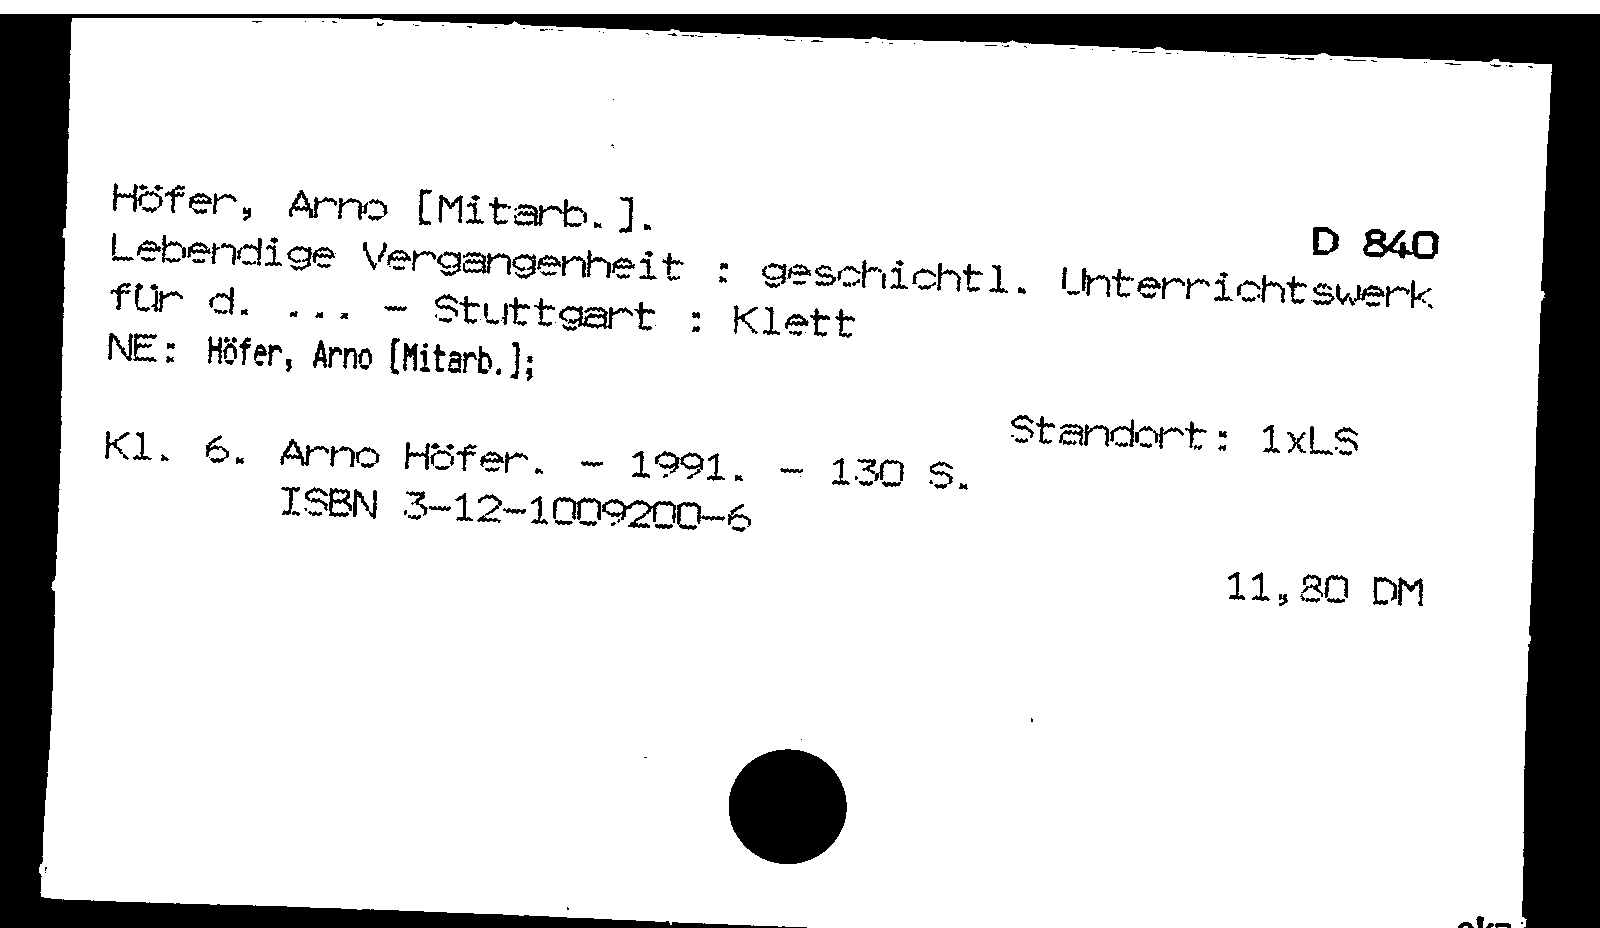 Höfer, Arno [Mitarb.].
D 840
Lebendige Vergangenheit : geschichtl. Unterrichtswerk
für d. ... - Stuttgart : Klett
NE: Höfer, Arno [Mitarb.];
Standort: 1xLS
Kl. 6. Arno Höfer. - 1991. - 130 S.
ISBN 3-12-1009200-6
11,80 DM